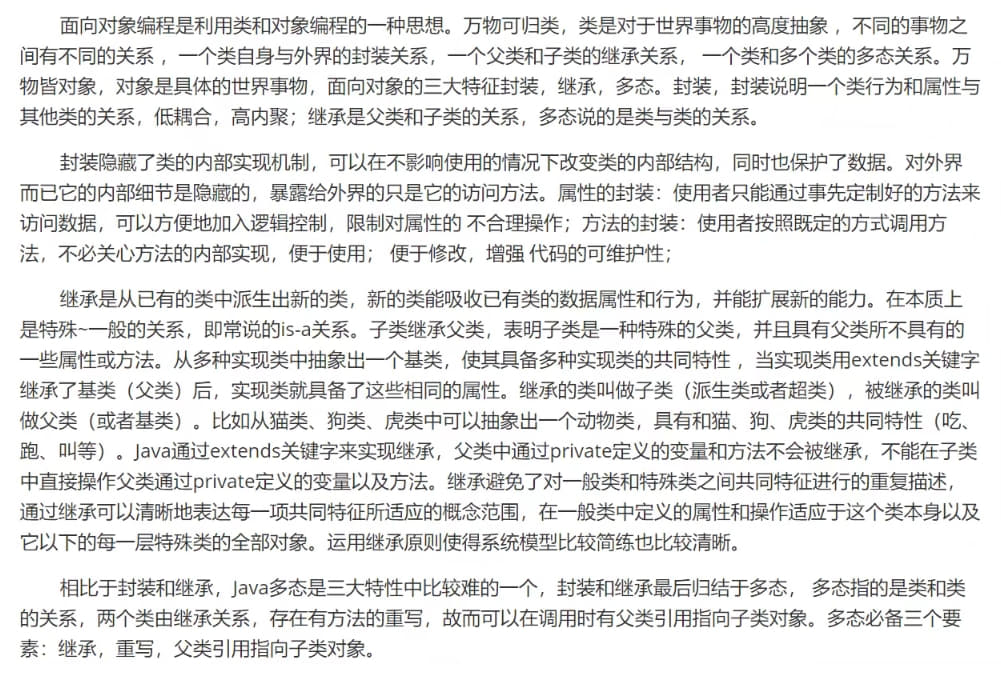 面向对象编程是利用类和对象编程的一种思想。万物可归类，类是对于世界事物的高度抽象 ，不同的事物之
间有不同的关系 ，一个类自身与外界的封装关系，一个父类和子类的继承关系， 一个类和多个类的多态关系。万
物皆对象，对象是具体的世界事物，面向对象的三大特征封装，继承，多态。封装，封装说明一个类行为和属性与
其他类的关系，低耦合，高内聚；继承是父类和子类的关系，多态说的是类与类的关系。
封装隐藏了类的内部实现机制，可以在不影响使用的情况下改变类的内部结构，同时也保护了数据。对外界
而已它的内部细节是隐藏的，暴露给外界的只是它的访问方法。属性的封装：使用者只能通过事先定制好的方法来
访问数据，可以方便地加入逻辑控制，限制对属性的 不合理操作；方法的封装：使用者按照既定的方式调用方
法，不必关心方法的内部实现，便于使用； 便于修改，增强 代码的可维护性；
继承是从已有的类中派生出新的类，新的类能吸收已有类的数据属性和行为，并能扩展新的能力。在本质上
是特殊~一般的关系，即常说的is-a关系。子类继承父类，表明子类是一种特殊的父类，并且具有父类所不具有的
一些属性或方法。从多种实现类中抽象出一个基类，使其具备多种实现类的共同特性 ，当实现类用extends关键字
继承了基类（父类）后，实现类就具备了这些相同的属性。继承的类叫做子类（派生类或者超类），被继承的类叫
做父类（或者基类）。比如从猫类、狗类、虎类中可以抽象出一个动物类，具有和猫、狗、虎类的共同特性（吃、
跑、叫等）。Java通过extends关键字来实现继承，父类中通过private定义的变量和方法不会被继承，不能在子类
中直接操作父类通过private定义的变量以及方法。继承避免了对一般类和特殊类之间共同特征进行的重复描述，
通过继承可以清晰地表达每一项共同特征所适应的概念范围，在一般类中定义的属性和操作适应于这个类本身以及
它以下的每一层特殊类的全部对象。运用继承原则使得系统模型比较简练也比较清晰。
相比于封装和继承，Java多态是三大特性中比较难的一个，封装和继承最后归结于多态， 多态指的是类和类
的关系，两个类由继承关系，存在有方法的重写，故而可以在调用时有父类引用指向子类对象。多态必备三个要
素：继承，重写，父类引用指向子类对象。